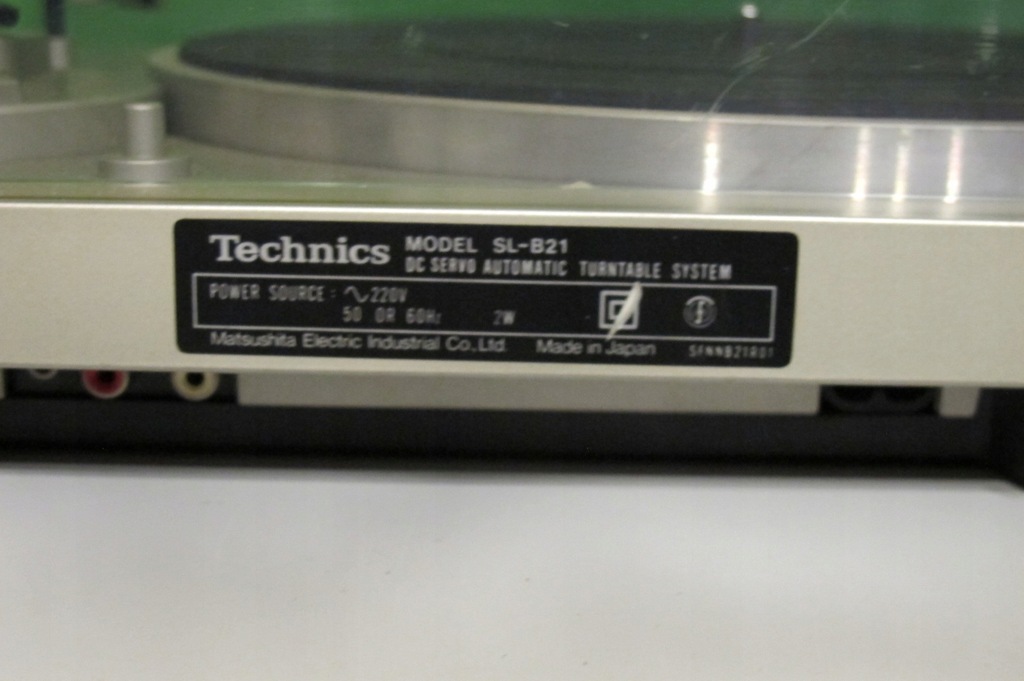 Technics MODEL SL-B21
DC SERVO AUTOMATIC TURNTABLE SYSTEM
POWER SOURCE : ∿220V
50 OR 60Hz 2W
Matsushita Electric Industrial Co., Ltd. Made in Japan